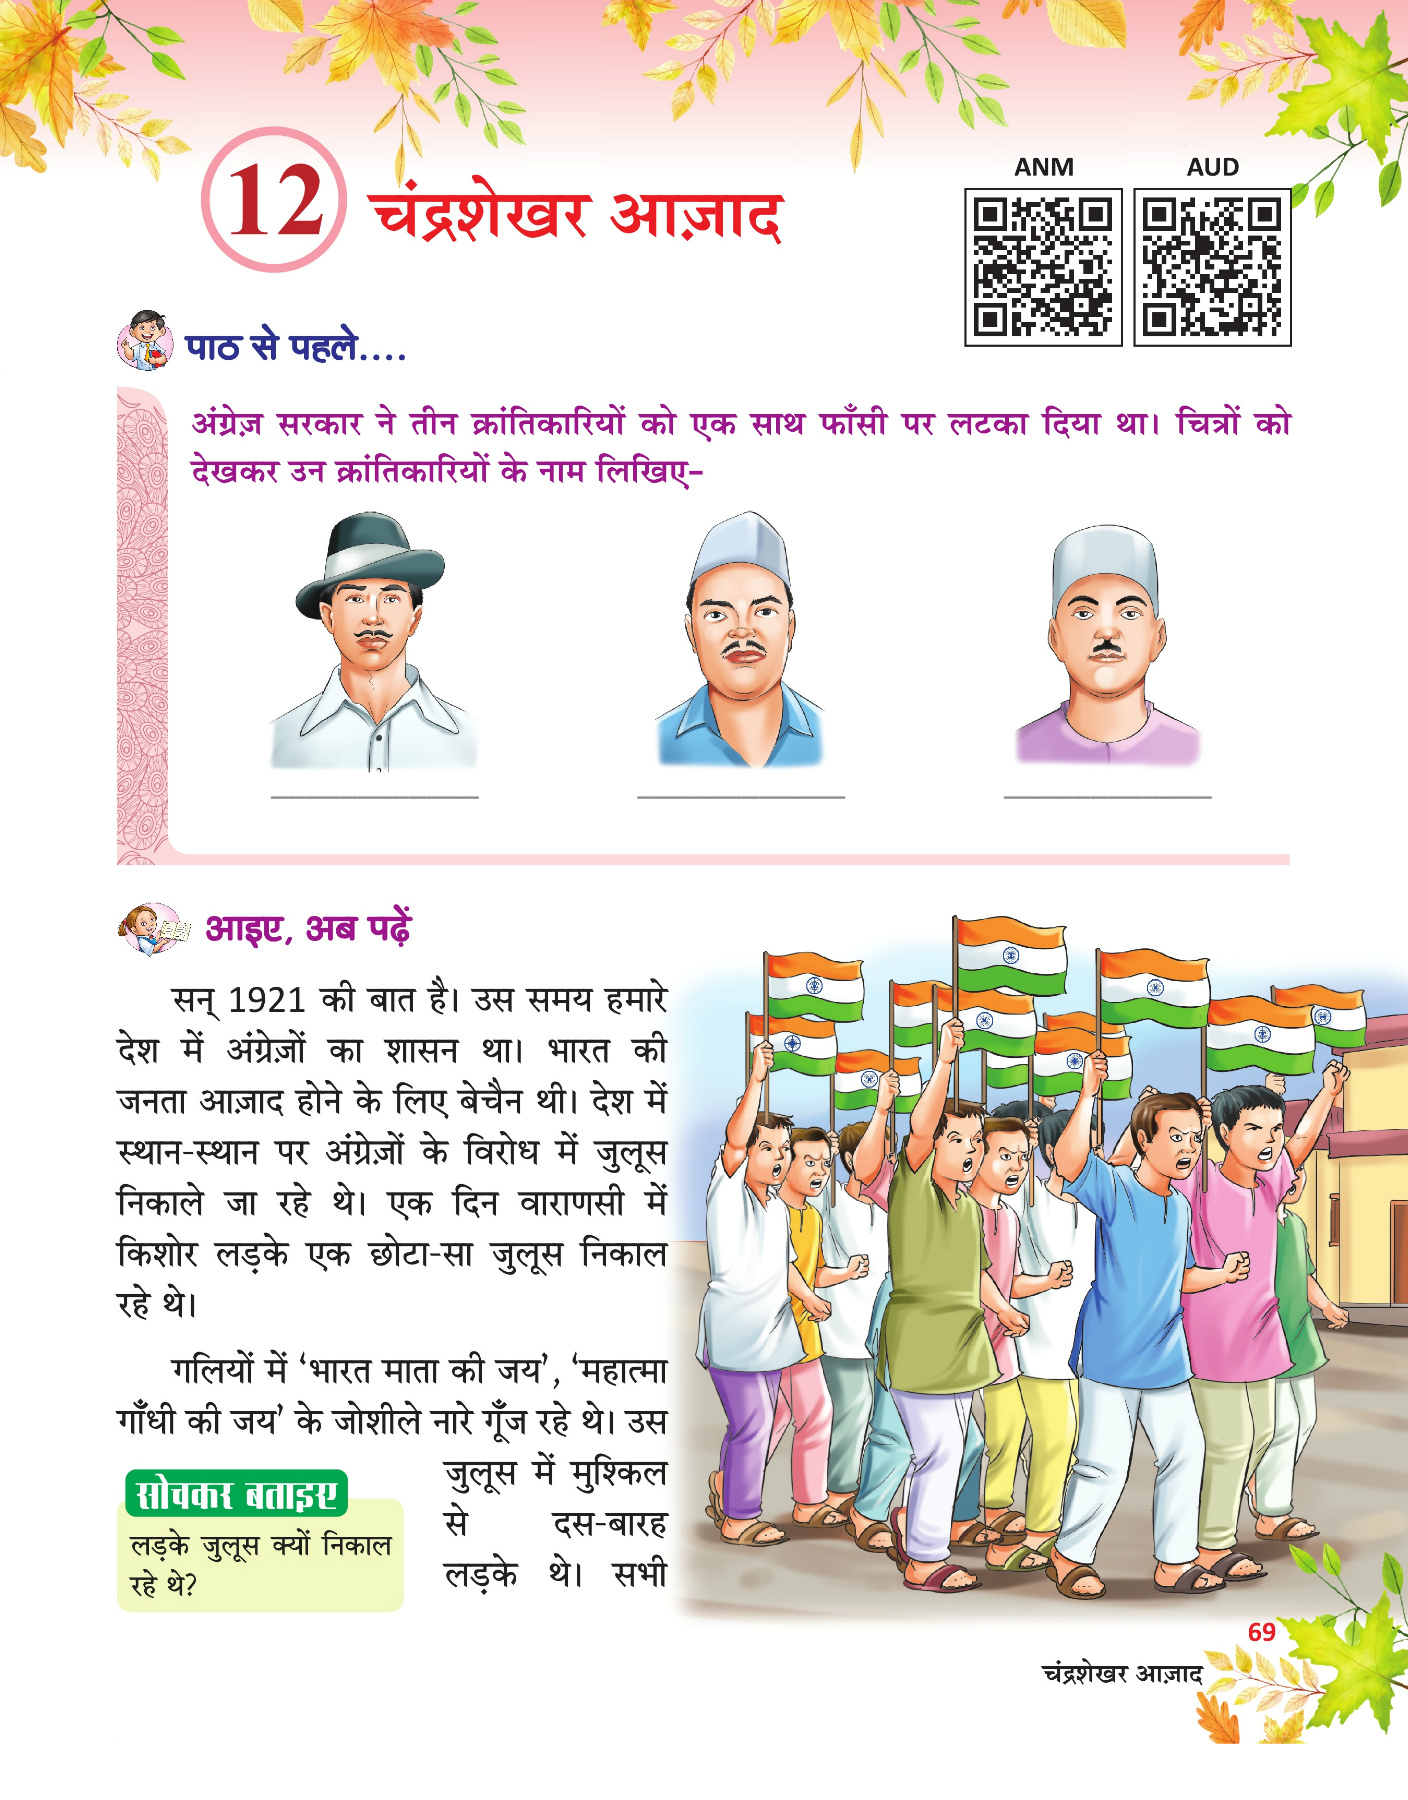 12
चंद्रशेखर आज़ाद
ANM
AUD
पाठ से पहले....
अंग्रेज़ सरकार ने तीन क्रांतिकारियों को एक साथ फाँसी पर लटका दिया था। चित्रों को
देखकर उन क्रांतिकारियों के नाम लिखिए–
आइए, अब पढ़ें
सन् 1921 की बात है। उस समय हमारे
देश में अंग्रेज़ों का शासन था। भारत की
जनता आज़ाद होने के लिए बेचैन थी। देश में
स्थान-स्थान पर अंग्रेज़ों के विरोध में जुलूस
निकाले जा रहे थे। एक दिन वाराणसी में
किशोर लड़के एक छोटा-सा जुलूस निकाल
रहे थे।
गलियों में ‘भारत माता की जय’, ‘महात्मा
गाँधी की जय’ के जोशीले नारे गूँज रहे थे। उस
जुलूस में मुश्किल
से दस-बारह
लड़के थे। सभी
सोचकर बताइए
लड़के जुलूस क्यों निकाल
रहे थे?
69
चंद्रशेखर आज़ाद